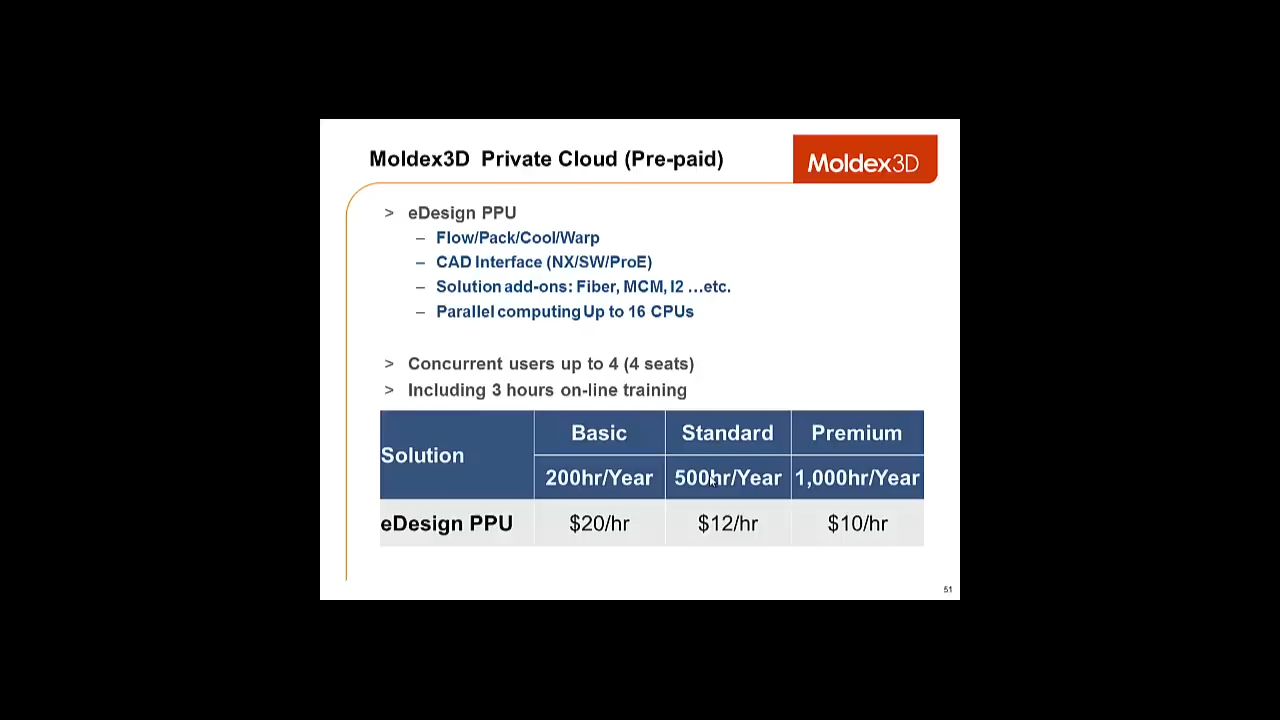 Moldex3D Private Cloud (Pre-paid)
Moldex3D
> eDesign PPU
– Flow/Pack/Cool/Warp
– CAD Interface (NX/SW/ProE)
– Solution add-ons: Fiber, MCM, I2 ...etc.
– Parallel computing Up to 16 CPUs
> Concurrent users up to 4 (4 seats)
> Including 3 hours on-line training
Solution
Basic Standard Premium
200hr/Year 500hr/Year 1,000hr/Year
eDesign PPU $20/hr $12/hr $10/hr
51